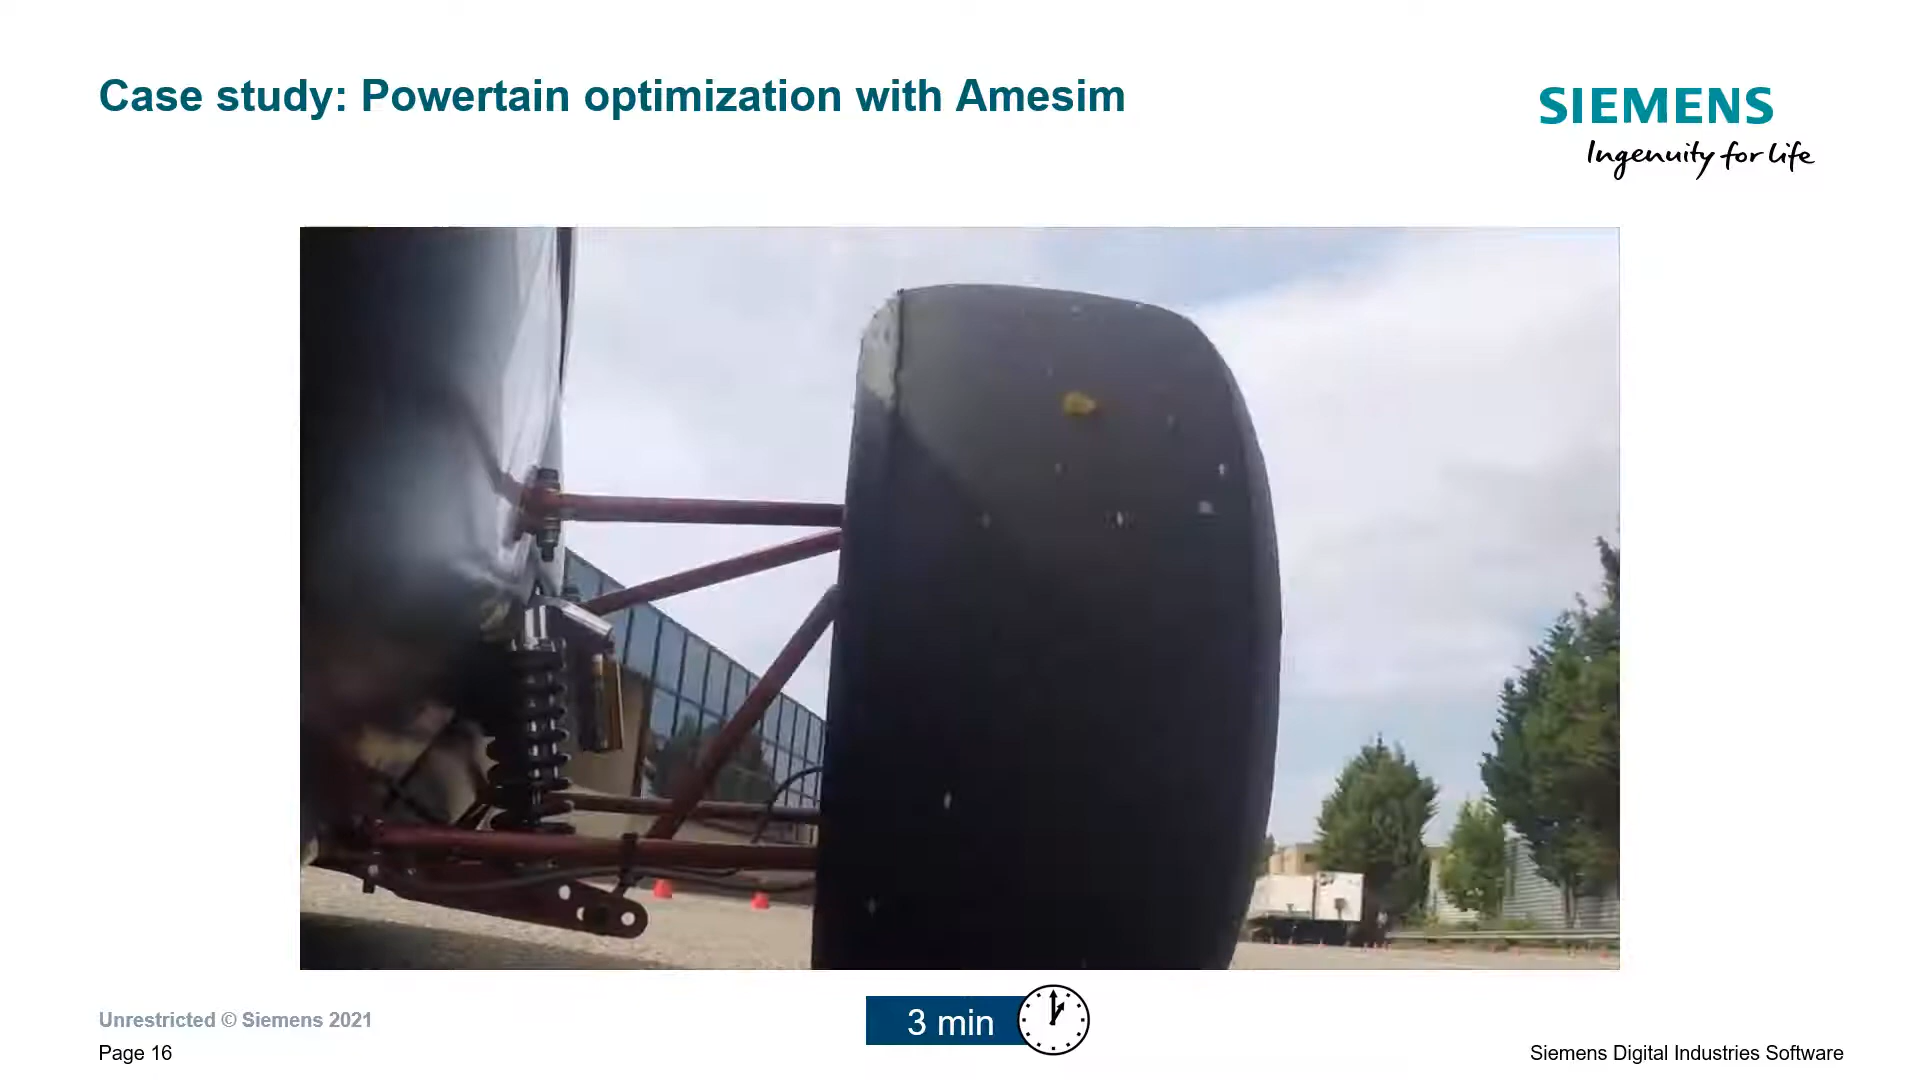 Case study: Powertain optimization with Amesim
SIEMENS
Ingenuity for life
Unrestricted © Siemens 2021
3 min
Page 16
Siemens Digital Industries Software